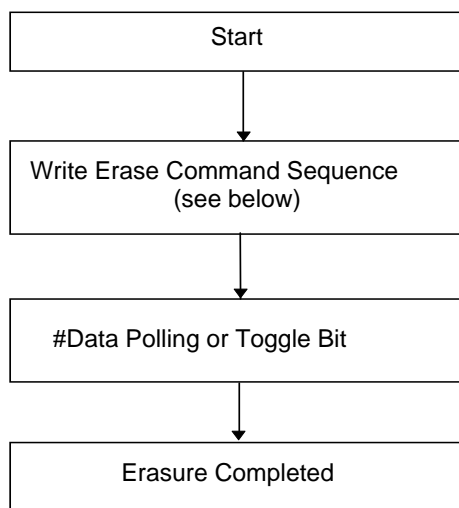 Start
Write Erase Command Sequence
(see below)
#Data Polling or Toggle Bit
Erasure Completed